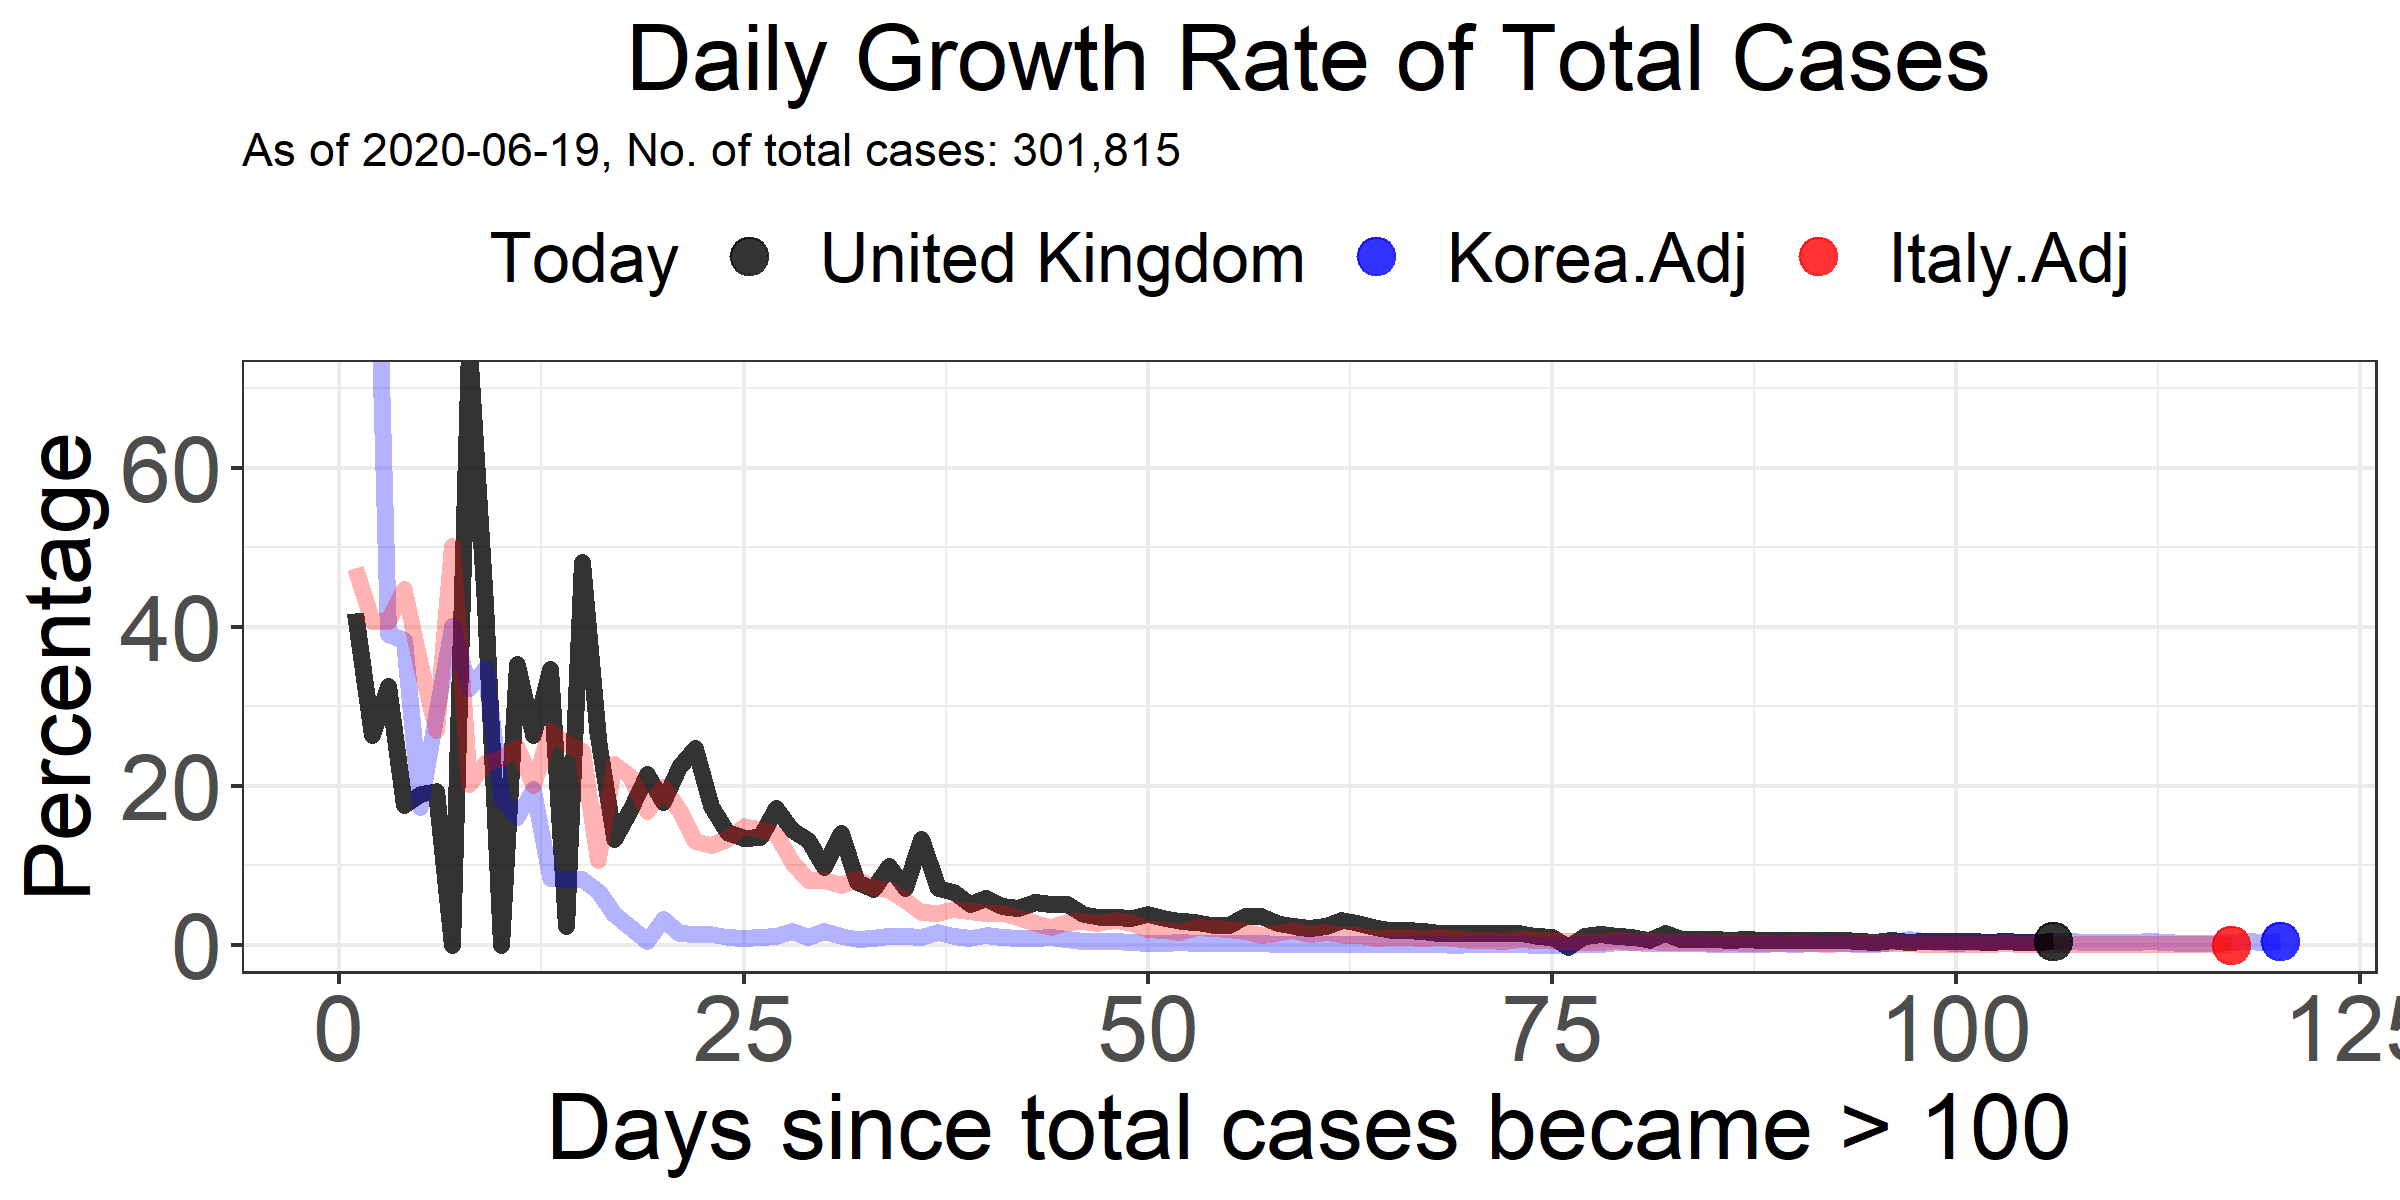 Daily Growth Rate of Total Cases
As of 2020-06-19, No. of total cases: 301,815
Today United Kingdom Korea.Adj Italy.Adj
Percentage
60
40
20
0
0 25 50 75 100 125
Days since total cases became > 100